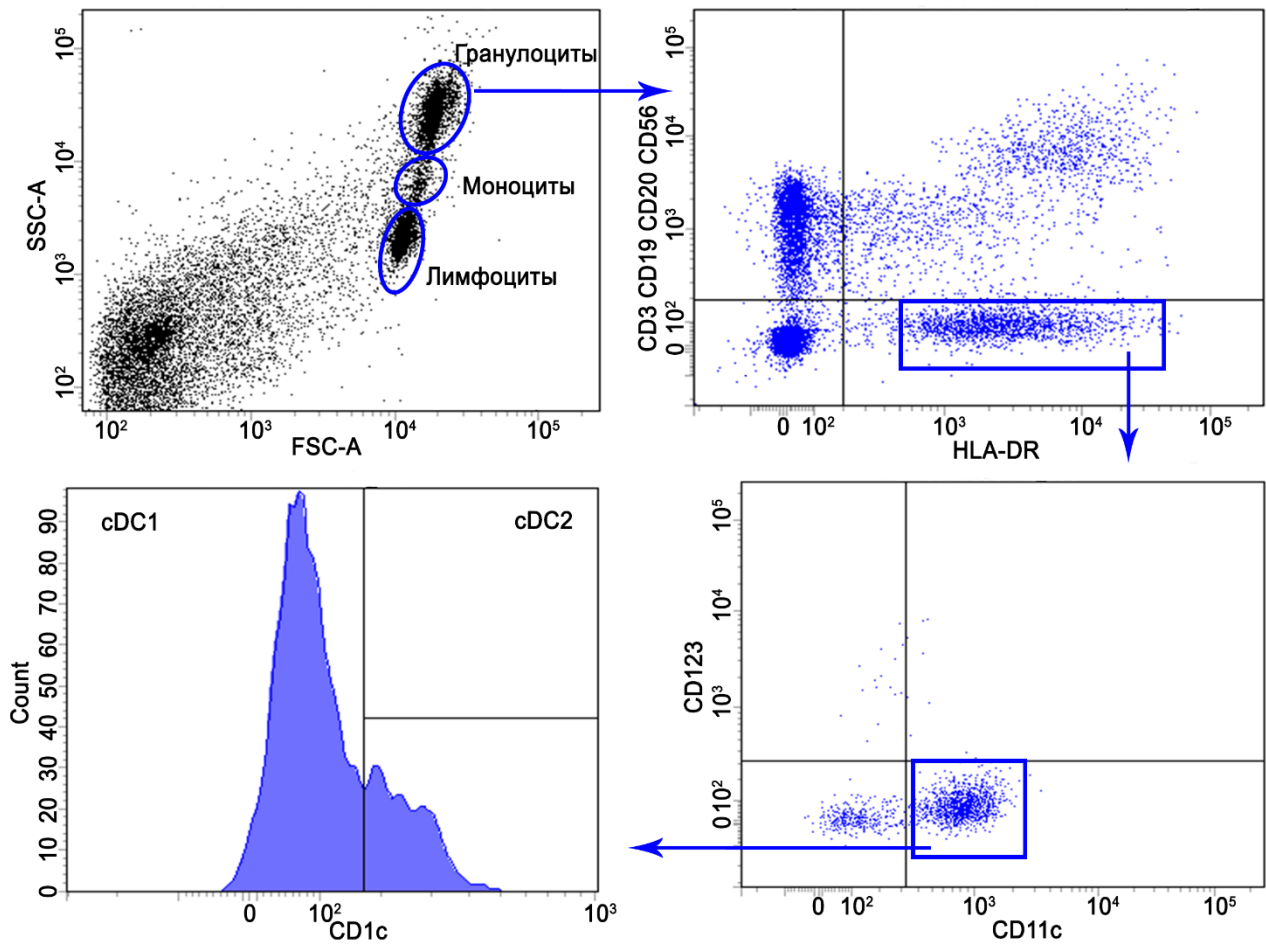 10⁵
10⁴
10³
10²
SSC-A
Гранулоциты
Моноциты
Лимфоциты
10² 10³ 10⁴ 10⁵
FSC-A
10⁵
10⁴
10³
0 10²
CD3 CD19 CD20 CD56
0 10² 10³ 10⁴ 10⁵
HLA-DR
cDC1 cDC2
90
80
70
60
50
40
30
20
10
0
Count
0 10² 10³
CD1c
10⁵
10⁴
10³
0 10²
CD123
0 10² 10³ 10⁴ 10⁵
CD11c